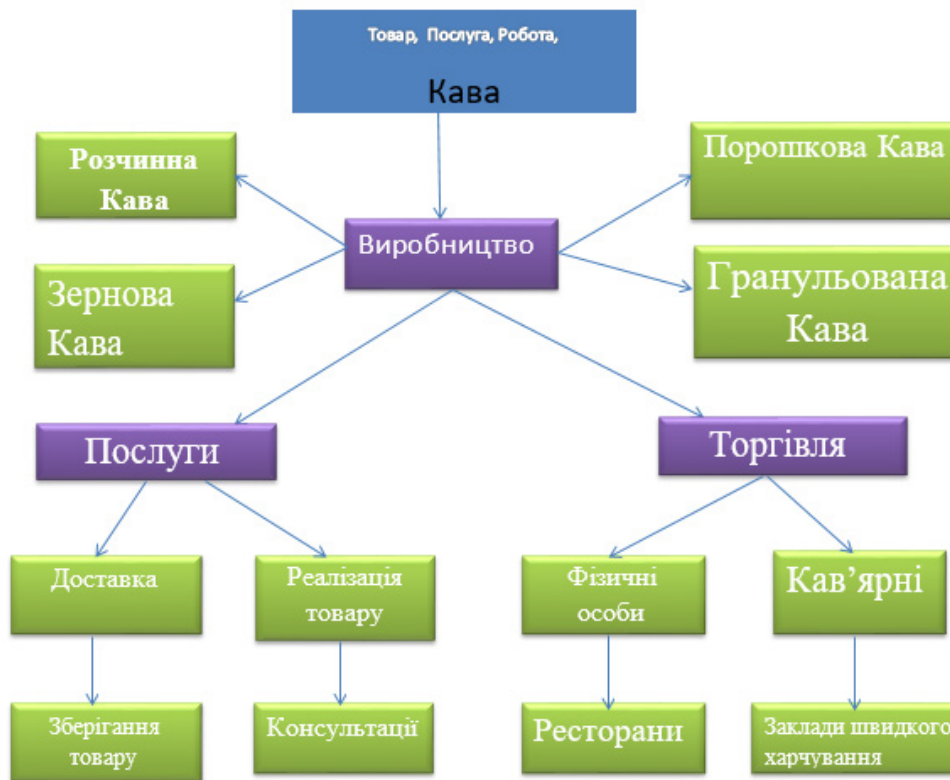 Товар, Послуга, Робота,
Кава
Розчинна
Кава
Порошкова Кава
Виробництво
Зернова
Кава
Гранульована
Кава
Послуги
Торгівля
Доставка
Реалізація
товару
Фізичні
особи
Кав’ярні
Зберігання
товару
Консультації
Ресторани
Заклади швидкого
харчування